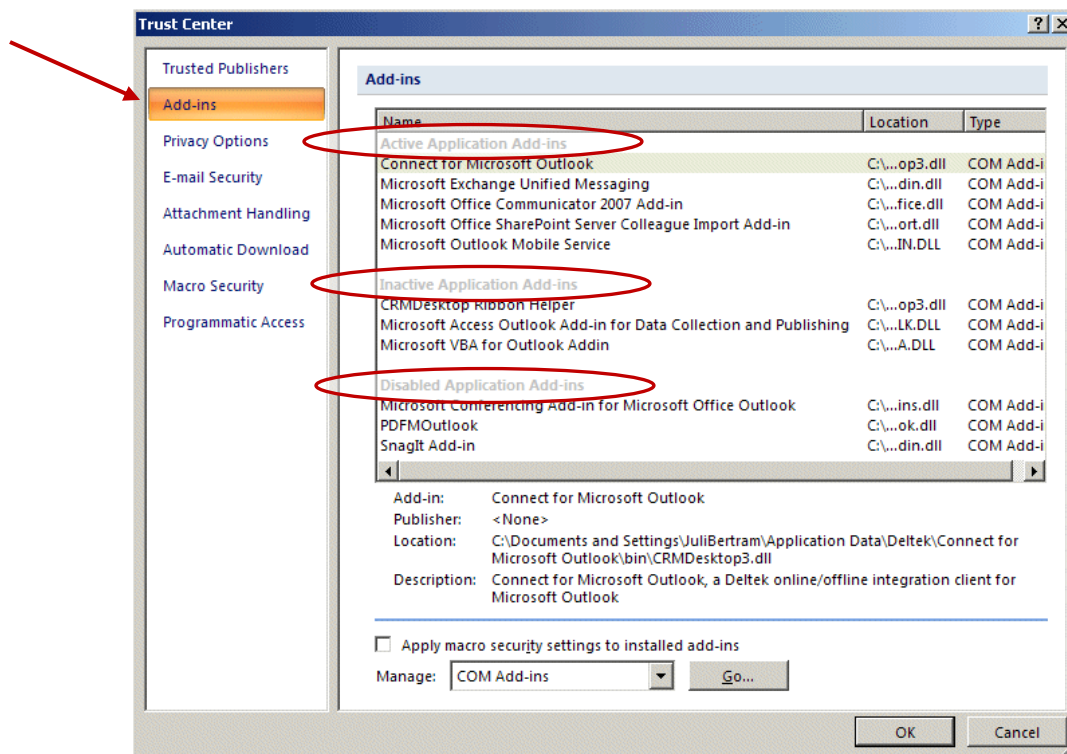 Trust Center
Trusted Publishers
Add-ins
Privacy Options
E-mail Security
Attachment Handling
Automatic Download
Macro Security
Programmatic Access
Add-ins
Name Location Type
Active Application Add-ins
Connect for Microsoft Outlook C:\...op3.dll COM Add-i
Microsoft Exchange Unified Messaging C:\...din.dll COM Add-i
Microsoft Office Communicator 2007 Add-in C:\...fice.dll COM Add-i
Microsoft Office SharePoint Server Colleague Import Add-in C:\...ort.dll COM Add-i
Microsoft Outlook Mobile Service C:\...IN.DLL COM Add-i
Inactive Application Add-ins
CRMDesktop Ribbon Helper C:\...op3.dll COM Add-i
Microsoft Access Outlook Add-in for Data Collection and Publishing C:\...LK.DLL COM Add-i
Microsoft VBA for Outlook Addin C:\...A.DLL COM Add-i
Disabled Application Add-ins
Microsoft Conferencing Add-in for Microsoft Office Outlook C:\...ins.dll COM Add-i
PDFMOutlook C:\...ok.dll COM Add-i
SnagIt Add-in C:\...din.dll COM Add-i
Add-in: Connect for Microsoft Outlook
Publisher: <None>
Location: C:\Documents and Settings\JuliBertram\Application Data\Deltek\Connect for
Microsoft Outlook\bin\CRMDesktop3.dll
Description: Connect for Microsoft Outlook, a Deltek online/offline integration client for
Microsoft Outlook
Apply macro security settings to installed add-ins
Manage: COM Add-ins Go...
OK Cancel